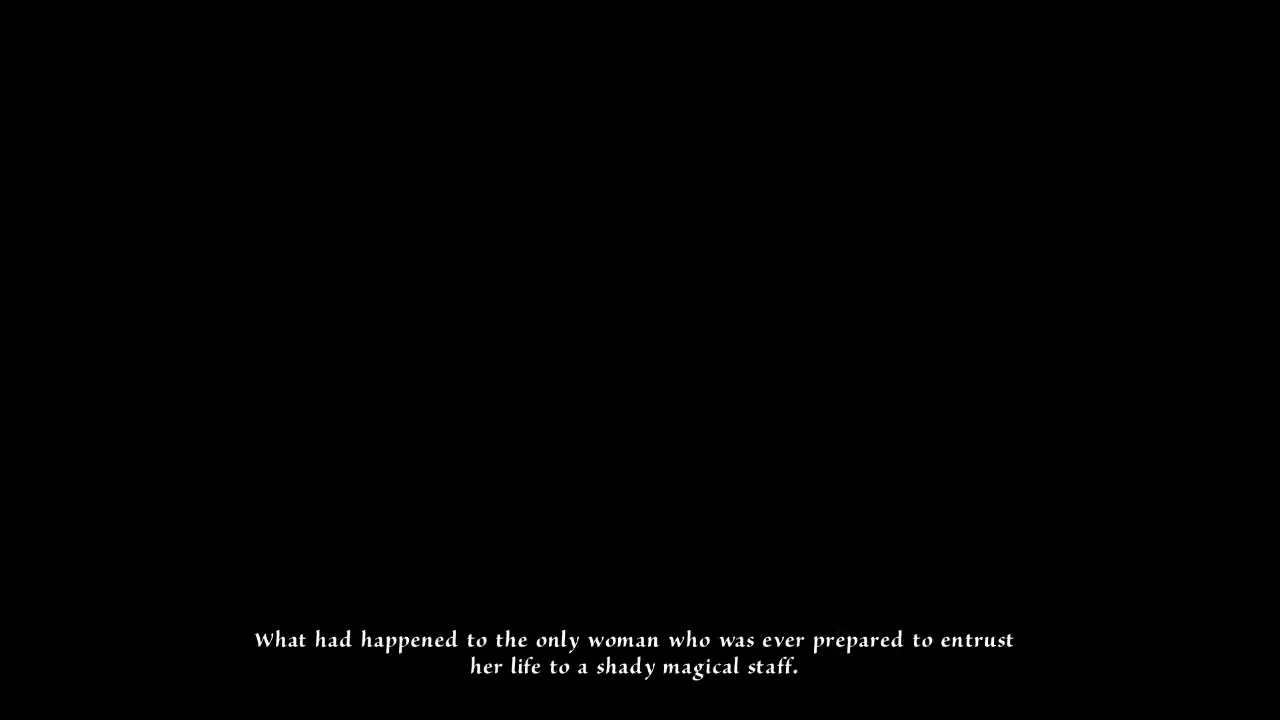 What had happened to the only woman who was ever prepared to entrust
her life to a shady magical staff.